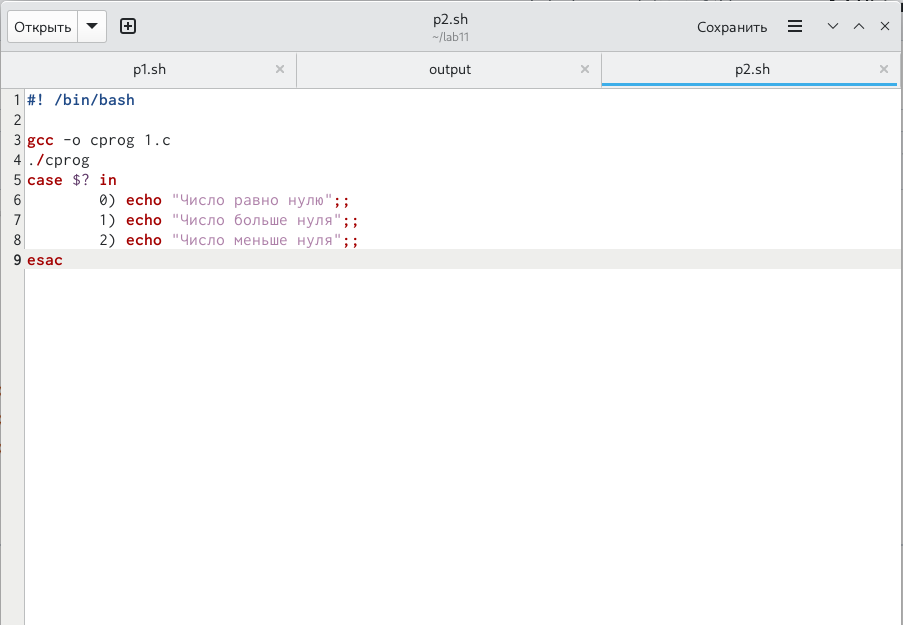 Открыть
p2.sh
~/lab11
Сохранить
p1.sh
output
p2.sh
1 #! /bin/bash
2
3 gcc -o cprog 1.c
4 ./cprog
5 case $? in
6 0) echo "Число равно нулю";;
7 1) echo "Число больше нуля";;
8 2) echo "Число меньше нуля";;
9 esac